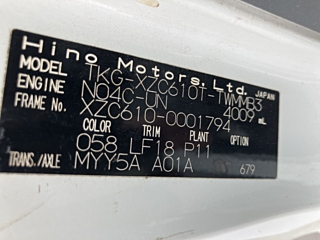 Hino Motors, Ltd. JAPAN
MODEL TKG-XZC610T-TWMMB3
ENGINE N04C-UN 4009 mL
FRAME No. XZC610-0001794
COLOR TRIM PLANT OPTION
058 LF18 P11
TRANS./AXLE MYY5A A01A 679